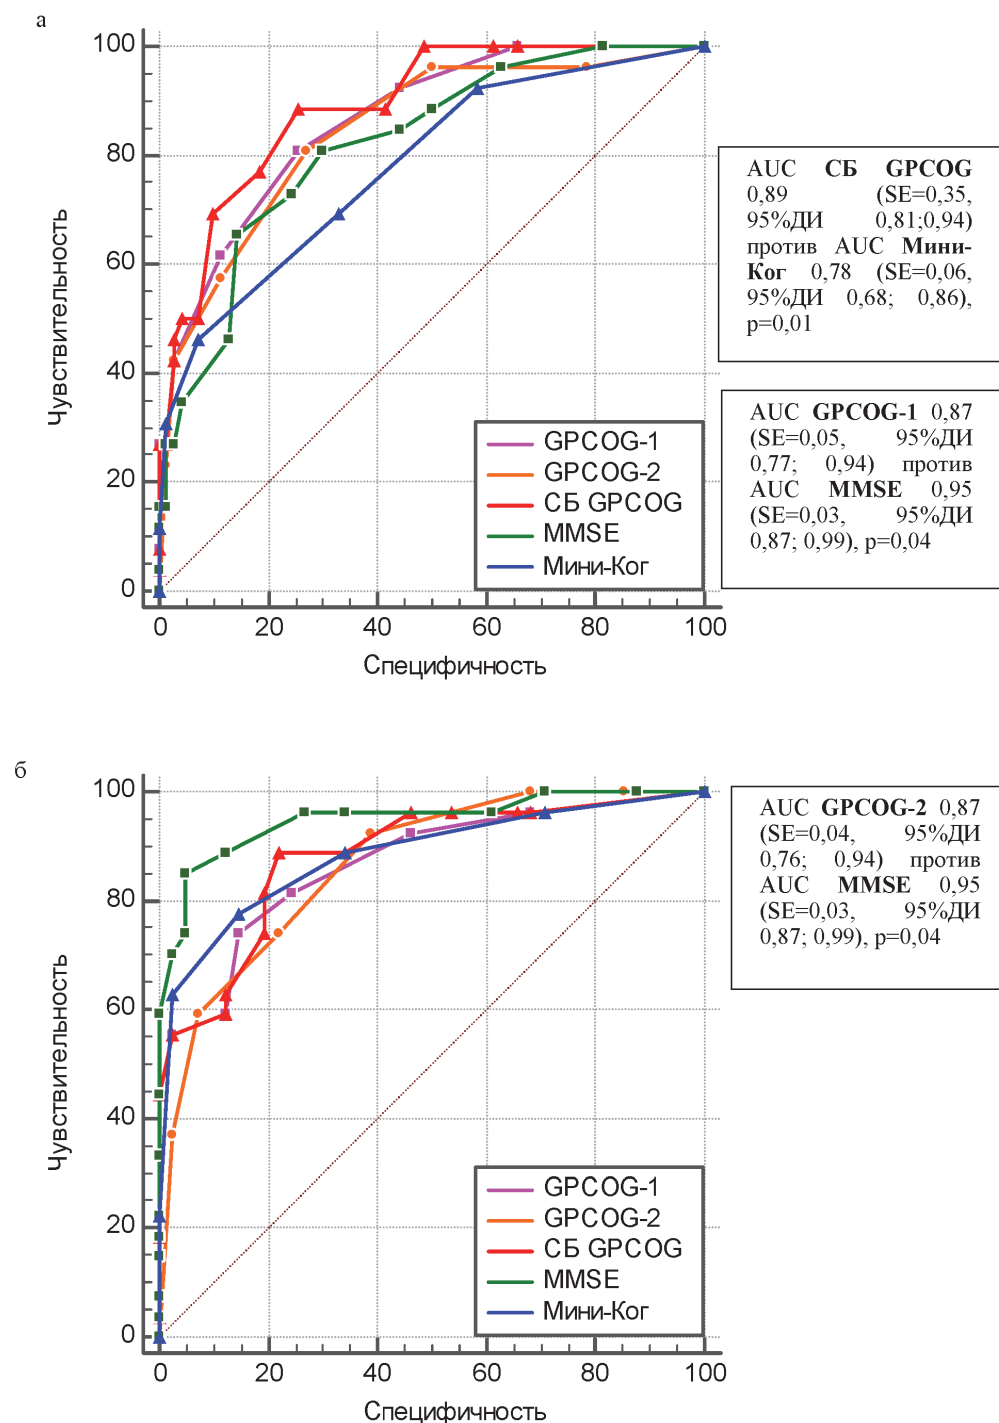 а
100
80
60
40
20
0
Чувствительность
0 20 40 60 80 100
Специфичность
GPCOG-1
GPCOG-2
СБ GPCOG
MMSE
Мини-Ког
AUC СБ GPCOG
0,89 (SE=0,35,
95%ДИ 0,81;0,94)
против AUC Мини-
Ког 0,78 (SE=0,06,
95%ДИ 0,68; 0,86),
p=0,01
AUC GPCOG-1 0,87
(SE=0,05, 95%ДИ
0,77; 0,94) против
AUC MMSE 0,95
(SE=0,03, 95%ДИ
0,87; 0,99), p=0,04
б
100
80
60
40
20
0
Чувствительность
0 20 40 60 80 100
Специфичность
GPCOG-1
GPCOG-2
СБ GPCOG
MMSE
Мини-Ког
AUC GPCOG-2 0,87
(SE=0,04, 95%ДИ
0,76; 0,94) против
AUC MMSE 0,95
(SE=0,03, 95%ДИ
0,87; 0,99), p=0,04